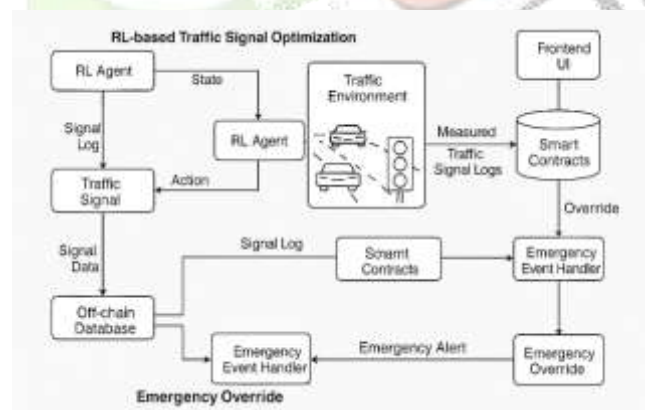 RL-based Traffic Signal Optimization
Frontend
UI
RL Agent
State
Traffic
Environment
Signal
Log
RL Agent
Measured
Traffic
Signal Logs
Smart
Contracts
Traffic
Signal
Action
Override
Signal
Data
Signal Log
Scnamt
Contracts
Emergency
Event Handler
Off-chain
Database
Emergency
Event Handler
Emergency Alert
Emergency
Override
Emergency Override